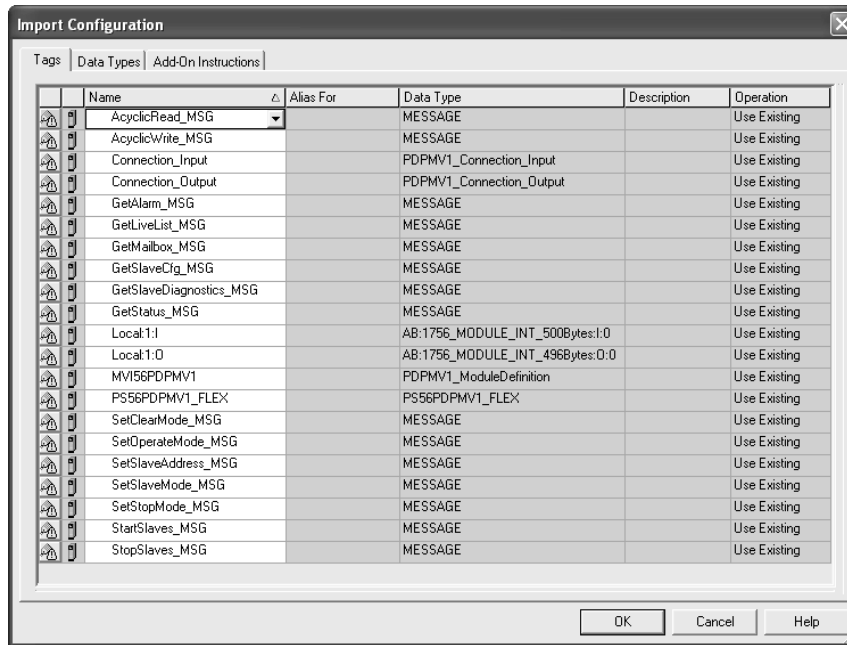 Import Configuration
Tags Data Types Add-On Instructions
Name Alias For Data Type Description Operation
AcyclicRead_MSG MESSAGE Use Existing
AcyclicWrite_MSG MESSAGE Use Existing
Connection_Input PDPMV1_Connection_Input Use Existing
Connection_Output PDPMV1_Connection_Output Use Existing
GetAlarm_MSG MESSAGE Use Existing
GetLiveList_MSG MESSAGE Use Existing
GetMailbox_MSG MESSAGE Use Existing
GetSlaveCfg_MSG MESSAGE Use Existing
GetSlaveDiagnostics_MSG MESSAGE Use Existing
GetStatus_MSG MESSAGE Use Existing
Local:1:I AB:1756_MODULE_INT_500Bytes:I:0 Use Existing
Local:1:O AB:1756_MODULE_INT_496Bytes:O:0 Use Existing
MVI56PDPMV1 PDPMV1_ModuleDefinition Use Existing
PS56PDPMV1_FLEX PS56PDPMV1_FLEX Use Existing
SetClearMode_MSG MESSAGE Use Existing
SetOperateMode_MSG MESSAGE Use Existing
SetSlaveAddress_MSG MESSAGE Use Existing
SetSlaveMode_MSG MESSAGE Use Existing
SetStopMode_MSG MESSAGE Use Existing
StartSlaves_MSG MESSAGE Use Existing
StopSlaves_MSG MESSAGE Use Existing
OK Cancel Help